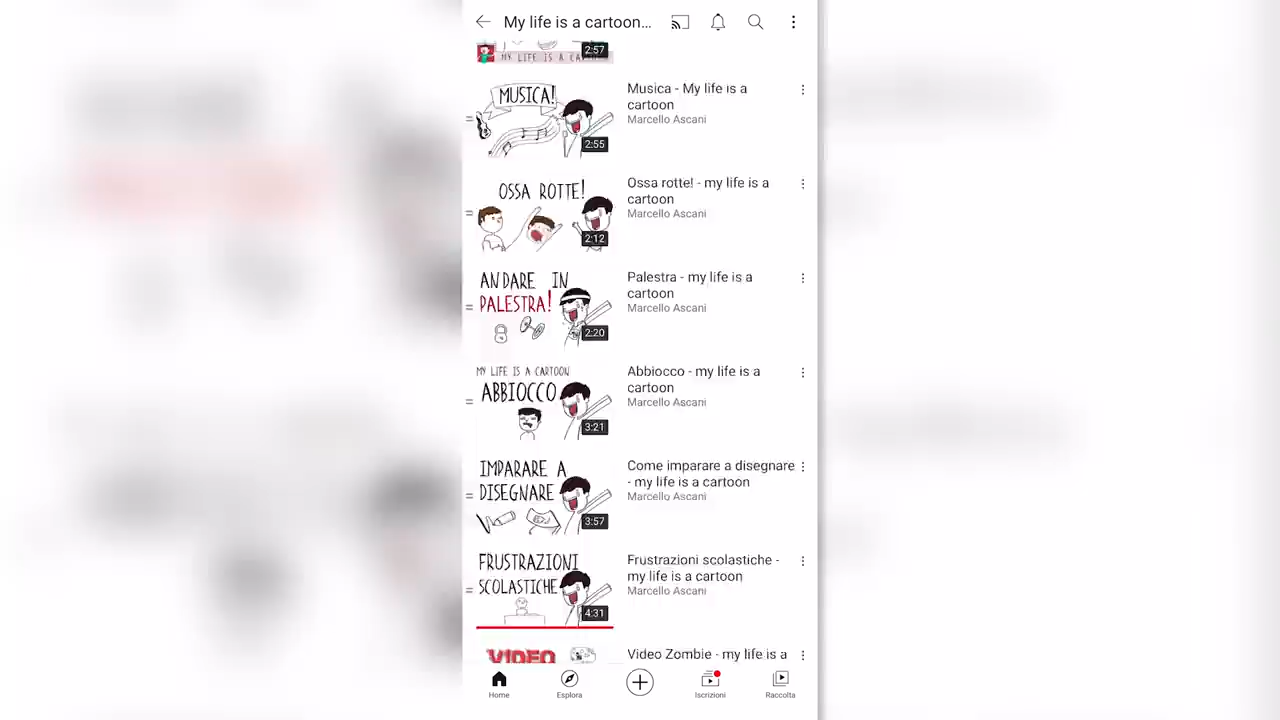 My life is a cartoon...
2:57
MY LIFE IS A CA
MUSICA!
2:55
Musica - My life is a
cartoon
Marcello Ascani
OSSA ROTTE!
2:12
Ossa rotte! - my life is a
cartoon
Marcello Ascani
ANDARE IN
PALESTRA!
2:20
Palestra - my life is a
cartoon
Marcello Ascani
MY LIFE IS A CARTOON
ABBIOCCO
3:21
Abbiocco - my life is a
cartoon
Marcello Ascani
IMPARARE A
DISEGNARE
3:57
Come imparare a disegnare
- my life is a cartoon
Marcello Ascani
FRUSTRAZIONI
SCOLASTICHE
4:31
Frustrazioni scolastiche -
my life is a cartoon
Marcello Ascani
VIDEO
Video Zombie - my life is a
Home
Esplora
Iscrizioni
Raccolta